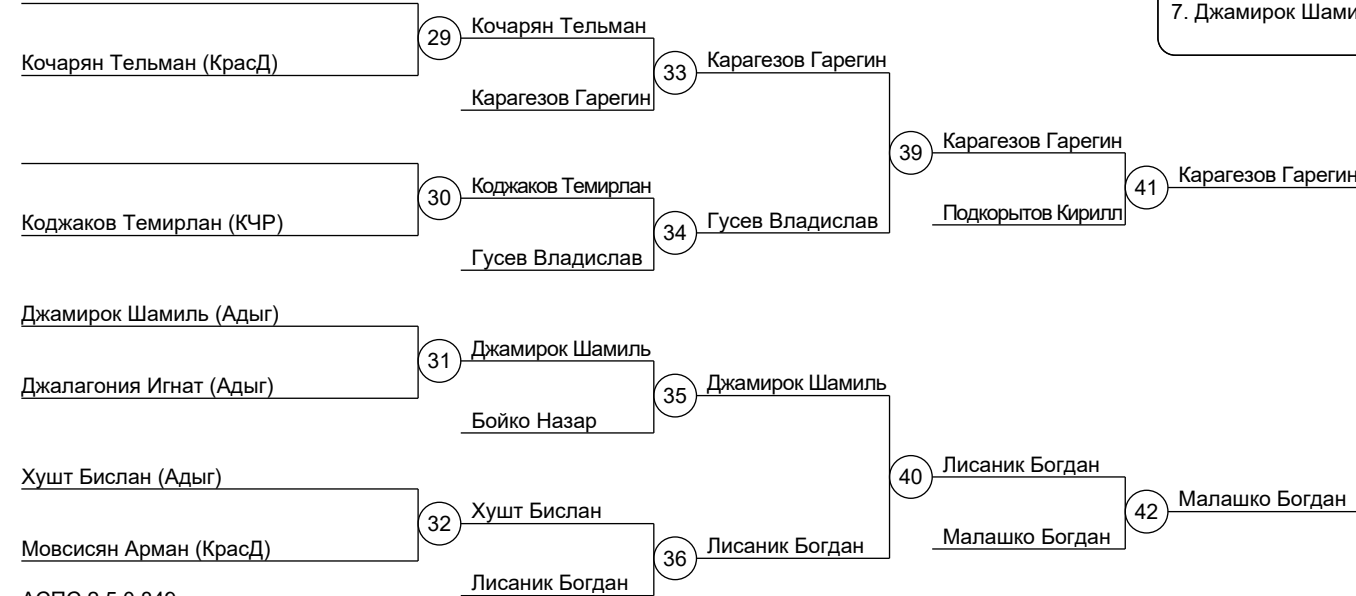 7. Джамирок Шами
29
Кочарян Тельман
Кочарян Тельман (КрасД)
33
Карагезов Гарегин
Карагезов Гарегин
39
Карагезов Гарегин
41
Карагезов Гарегин
30
Коджаков Темирлан
Подкорытов Кирилл
Коджаков Темирлан (КЧР)
34
Гусев Владислав
Гусев Владислав
Джамирок Шамиль (Адыг)
31
Джамирок Шамиль
Джалагония Игнат (Адыг)
35
Джамирок Шамиль
Бойко Назар
Хушт Бислан (Адыг)
40
Лисаник Богдан
32
Хушт Бислан
42
Малашко Богдан
Мовсисян Арман (КрасД)
36
Лисаник Богдан
Малашко Богдан
Лисаник Богдан